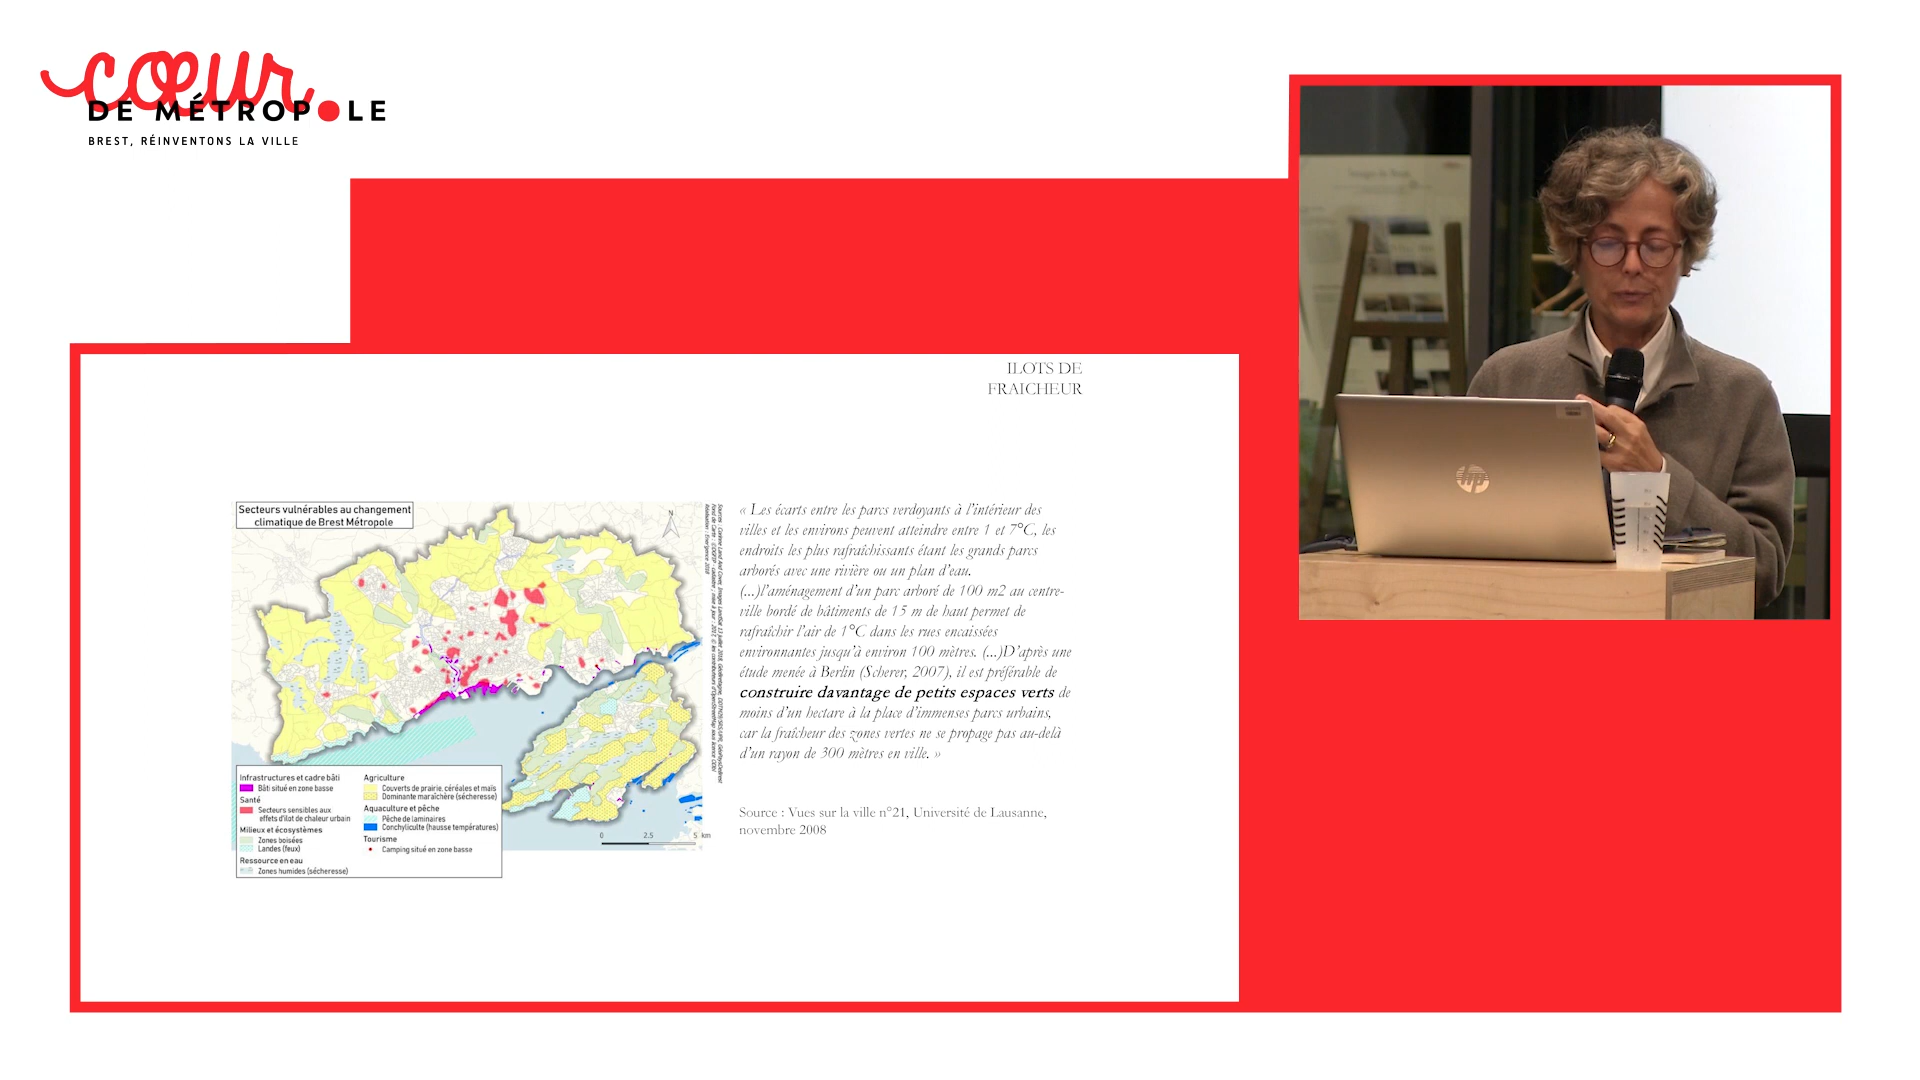 cœur
DE MÉTROPOLE
BREST, RÉINVENTONS LA VILLE
ILOTS DE
FRAICHEUR
Secteurs vulnérables au changement
climatique de Brest Métropole
N
« Les écarts entre les parcs verdoyants à l'intérieur des
villes et les environs peuvent atteindre entre 1 et 7°C, les
endroits les plus rafraîchissants étant les grands parcs
arborés avec une rivière ou un plan d'eau.
(...)l'aménagement d'un parc arboré de 100 m2 au centre-
ville bordé de bâtiments de 15 m de haut permet de
rafraîchir l'air de 1°C dans les rues encaissées
environnantes jusqu'à environ 100 mètres. (...)D'après une
étude menée à Berlin (Scherer, 2007), il est préférable de
construire davantage de petits espaces verts de
moins d'un hectare à la place d'immenses parcs urbains,
car la fraîcheur des zones vertes ne se propage pas au-delà
d'un rayon de 300 mètres en ville. »
Source : Vues sur la ville n°21, Université de Lausanne,
novembre 2008
Infrastructures et cadre bâti
Bâti situé en zone basse
Santé
Secteurs sensibles aux
effets d'îlot de chaleur urbain
Milieux et écosystèmes
Zones boisées
Landes (feux)
Ressource en eau
Zones humides (sécheresse)
Agriculture
Couverts de prairie, céréales et maïs
Dominante maraîchère (sécheresse)
Aquaculture et pêche
Pêche de laminaires
Conchyliculte (hausse températures)
Tourisme
Camping situé en zone basse
0 2.5 5 km
hp